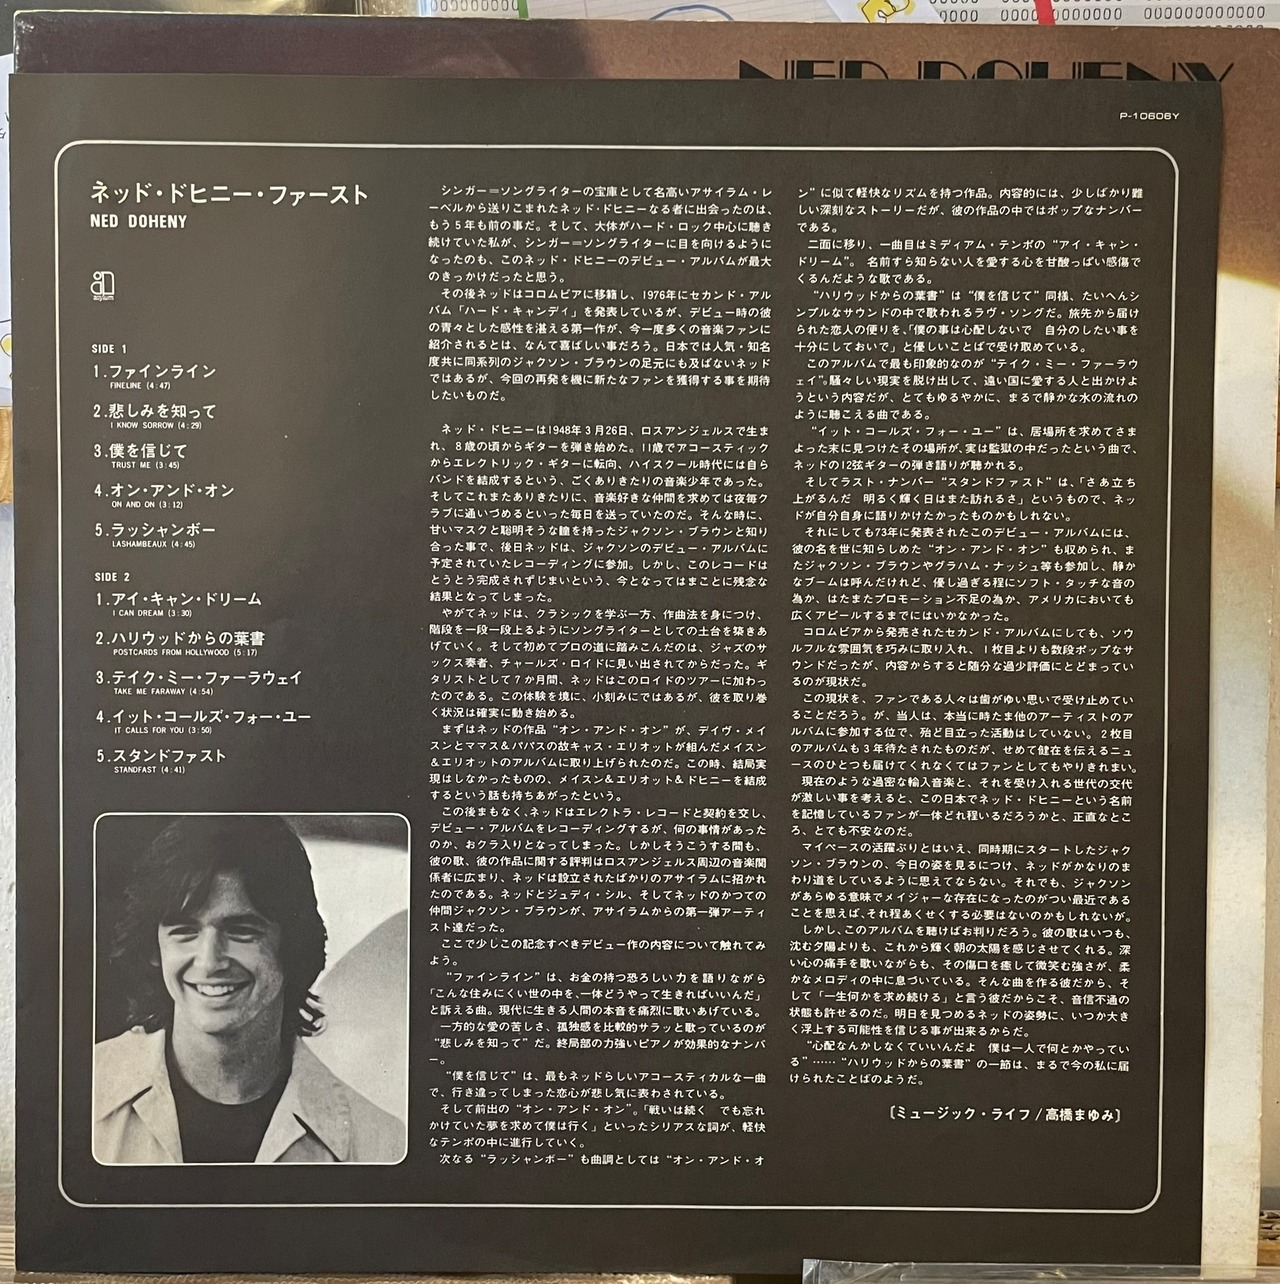 NED DOHENY
P-10606Y
ネッド・ドヒニー・ファースト
NED DOHENY
asylum
SIDE 1
1.ファインライン
FINELINE (4:47)
2.悲しみを知って
I KNOW SORROW (4:29)
3.僕を信じて
TRUST ME (3:45)
4.オン・アンド・オン
ON AND ON (3:12)
5.ラッシャンボー
LASHAMBEAUX (4:45)
SIDE 2
1.アイ・キャン・ドリーム
I CAN DREAM (3:30)
2.ハリウッドからの葉書
POSTCARDS FROM HOLLYWOOD (5:17)
3.テイク・ミー・ファーラウェイ
TAKE ME FARAWAY (4:54)
4.イット・コールズ・フォー・ユー
IT CALLS FOR YOU (3:50)
5.スタンドファスト
STANDFAST (4:41)
シンガー=ソングライターの宝庫として名高いアサイラム・レ
ーベルから送りこまれたネッド・ドヒニーなる者に出会ったのは、
もう5年も前の事だ。そして、大体がハード・ロック中心に聴き
続けていた私が、シンガー=ソングライターに目を向けるように
なったのも、このネッド・ドヒニーのデビュー・アルバムが最大
のきっかけだったと思う。
その後ネッドはコロムビアに移籍し、1976年にセカンド・アル
バム「ハード・キャンディ」を発表しているが、デビュー時の彼
の青々とした感性を湛える第一作が、今一度多くの音楽ファンに
紹介されるとは、なんて喜ばしい事だろう。日本では人気・知名
度共に同系列のジャクソン・ブラウンの足元にも及ばないネッド
ではあるが、今回の再発を機に新たなファンを獲得する事を期待
したいものだ。
ネッド・ドヒニーは1948年3月26日、ロスアンジェルスで生ま
れ、8歳の頃からギターを弾き始めた。11歳でアコースティック
からエレクトリック・ギターに転向、ハイスクール時代には自ら
バンドを結成するという、ごくありきたりの音楽少年であった。
そしてこれまたありきたりに、音楽好きな仲間を求めては夜毎ク
ラブに通いづめるといった毎日を送っていたのだ。そんな時に、
甘いマスクと聡明そうな瞳を持ったジャクソン・ブラウンと知り
合った事で、後日ネッドは、ジャクソンのデビュー・アルバムに
予定されていたレコーディングに参加。しかし、このレコードは
とうとう完成されずじまいという、今となってはまことに残念な
結果となってしまった。
やがてネッドは、クラシックを学ぶ一方、作曲法を身につけ、
階段を一段一段上るようにソングライターとしての土台を築きあ
げていく。そして初めてプロの道に踏みこんだのは、ジャズのサ
ックス奏者、チャールズ・ロイドに見い出されてからだった。ギ
タリストとして7か月間、ネッドはこのロイドのツアーに加わっ
たのである。この体験を境に、小刻みにではあるが、彼を取り巻
く状況は確実に動き始める。
まずはネッドの作品“オン・アンド・オン”が、デイヴ・メイ
スンとママス&パパスの故キャス・エリオットが組んだメイスン
&エリオットのアルバムに取り上げられたのだ。この時、結局実
現はしなかったものの、メイスン&エリオット&ドヒニーを結成
するという話も持ちあがったという。
この後まもなく、ネッドはエレクトラ・レコードと契約を交し、
デビュー・アルバムをレコーディングするが、何の事情があった
のか、おクラ入りとなってしまった。しかしそうこうする間も、
彼の歌、彼の作品に関する評判はロスアンジェルス周辺の音楽関
係者に広まり、ネッドは設立されたばかりのアサイラムに招かれ
たのである。ネッドとジュディ・シル、そしてネッドのかつての
仲間ジャクソン・ブラウンが、アサイラムからの第一弾アーティ
スト達だった。
ここで少しこの記念すべきデビュー作の内容について触れてみ
よう。
“ファインライン”は、お金の持つ恐ろしい力を語りながら
「こんな住みにくい世の中を、一体どうやって生きればいいんだ」
と訴える曲。現代に生きる人間の本音を痛烈に歌いあげている。
一方的な愛の苦しさ、孤独感を比較的サラッと歌っているのが
“悲しみを知って”だ。終局部の力強いピアノが効果的なナンバ
ー。
“僕を信じて”は、最もネッドらしいアコースティカルな一曲
で、行き違ってしまった恋心が悲し気に表わされている。
そして前出の“オン・アンド・オン”。「戦いは続く　でも忘れ
かけていた夢を求めて僕は行く」といったシリアスな詞が、軽快
なテンポの中に進行していく。
次なる“ラッシャンボー”も曲調としては“オン・アンド・オ
ン”に似て軽快なリズムを持つ作品。内容的には、少しばかり難
しい深刻なストーリーだが、彼の作品の中ではポップなナンバー
である。
二面に移り、一曲目はミディアム・テンポの“アイ・キャン・
ドリーム”。名前すら知らない人を愛する心を甘酸っぱい感傷で
くるんだような歌である。
“ハリウッドからの葉書”は“僕を信じて”同様、たいへんシ
ンプルなサウンドの中で歌われるラヴ・ソングだ。旅先から届け
られた恋人の便りを、「僕の事は心配しないで　自分のしたい事を
十分にしておいで」と優しいことばで受け取めている。
このアルバムで最も印象的なのが“テイク・ミー・ファーラウ
ェイ”。騒々しい現実を脱け出して、遠い国に愛する人と出かけよ
うという内容だが、とてもゆるやかに、まるで静かな水の流れの
ように聴こえる曲である。
“イット・コールズ・フォー・ユー”は、居場所を求めてさま
よった末に見つけたその場所が、実は監獄の中だったという曲で、
ネッドの12弦ギターの弾き語りが聴かれる。
そしてラスト・ナンバー“スタンドファスト”は、「さあ立ち
上がるんだ　明るく輝く日はまた訪れるさ」というもので、ネッ
ドが自分自身に語りかけたかったものかもしれない。
それにしても73年に発表されたこのデビュー・アルバムには、
彼の名を世に知らしめた“オン・アンド・オン”も収められ、ま
たジャクソン・ブラウンやグラハム・ナッシュ等も参加し、静か
なブームは呼んだけれど、優し過ぎる程にソフト・タッチな音の
為か、はたまたプロモーション不足の為か、アメリカにおいても
広くアピールするまでにはいかなかった。
コロムビアから発売されたセカンド・アルバムにしても、ソウ
ルフルな雰囲気を巧みに取り入れ、1枚目よりも数段ポップなサ
ウンドだったが、内容からすると随分な過少評価にとどまってい
るのが現状だ。
この現状を、ファンである人々は歯がゆい思いで受け止めてい
ることだろう。が、当人は、本当に時たま他のアーティストのア
ルバムに参加する位で、殆ど目立った活動はしていない。2枚目
のアルバムも3年待たされたものだが、せめて健在を伝えるニュ
ースのひとつも届けてくれなくてはファンとしてもやりきれまい。
現在のような過密な輸入音楽と、それを受け入れる世代の交代
が激しい事を考えると、この日本でネッド・ドヒニーという名前
を記憶しているファンが一体どれ程いるだろうかと、正直なとこ
ろ、とても不安なのだ。
マイペースの活躍ぶりとはいえ、同時期にスタートしたジャク
ソン・ブラウンの、今日の姿を見るにつけ、ネッドがかなりのま
わり道をしているように思えてならない。それでも、ジャクソン
があらゆる意味でメイジャーな存在になったのがつい最近である
ことを思えば、それ程あくせくする必要はないのかもしれないが。
しかし、このアルバムを聴けばお判りだろう。彼の歌はいつも、
沈む夕陽よりも、これから輝く朝の太陽を感じさせてくれる。深
い心の痛手を歌いながらも、その傷口を癒して微笑む強さが、柔
かなメロディの中に息づいている。そんな曲を作る彼だから、そ
して「一生何かを求め続ける」と言う彼だからこそ、音信不通の
状態も許せるのだ。明日を見つめるネッドの姿勢に、いつか大き
く浮上する可能性を信じる事が出来るからだ。
“心配なんかしなくていいんだよ　僕は一人で何とかやってい
る”……“ハリウッドからの葉書”の一節は、まるで今の私に届
けられたことばのようだ。
〔ミュージック・ライフ/高橋まゆみ〕